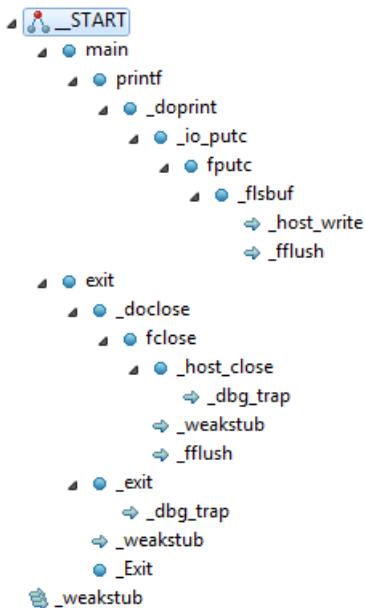 __START
main
printf
_doprint
_io_putc
fputc
_flsbuf
_host_write
_fflush
exit
_doclose
fclose
_host_close
_dbg_trap
_weakstub
_fflush
_exit
_dbg_trap
_weakstub
_Exit
_weakstub